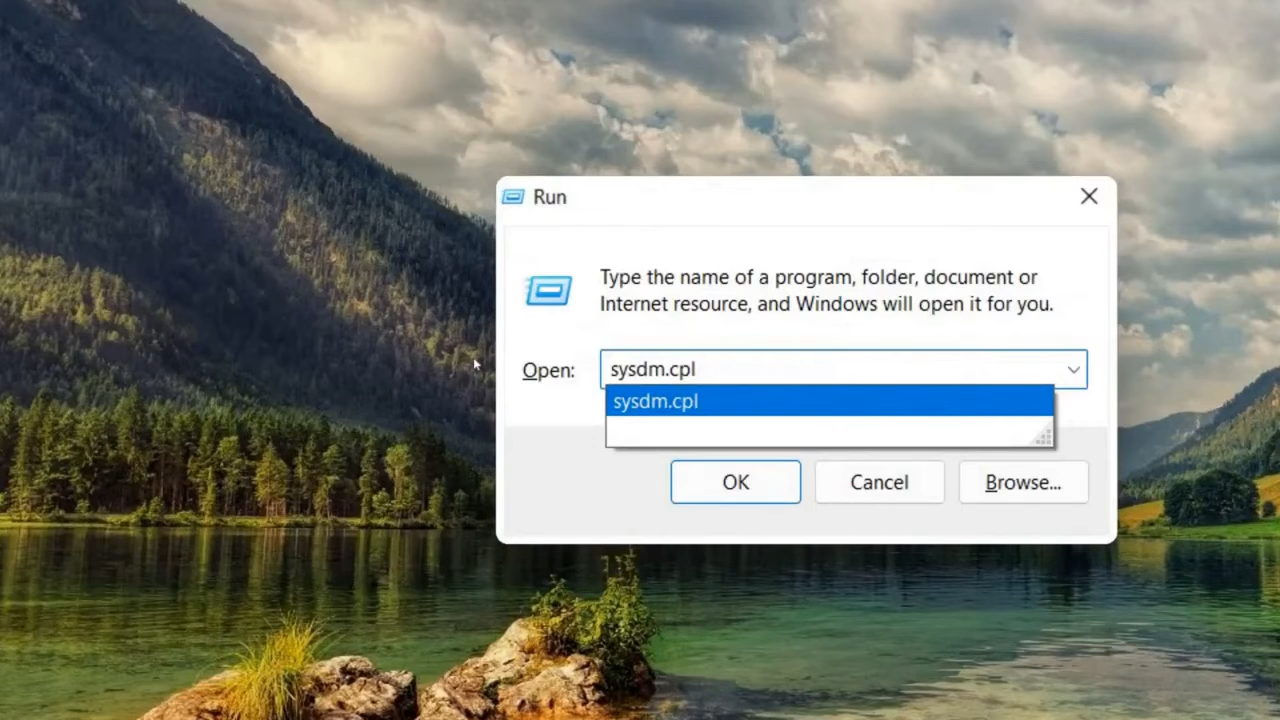 Run
Type the name of a program, folder, document or
Internet resource, and Windows will open it for you.
Open: sysdm.cpl
sysdm.cpl
OK Cancel Browse...